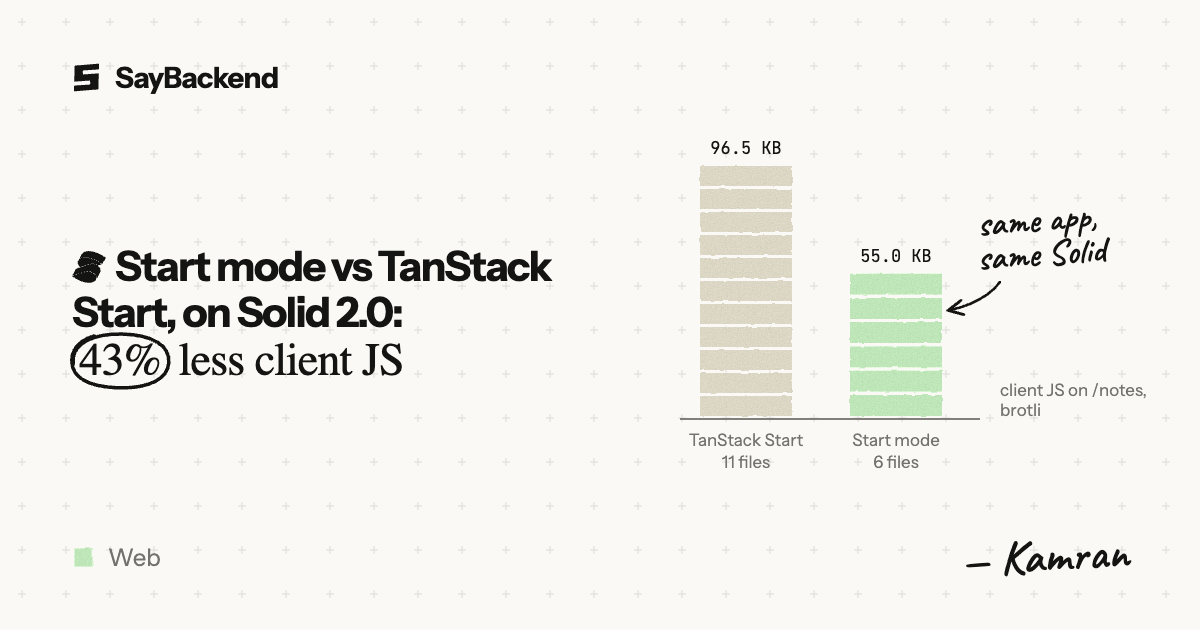 SayBackend
Start mode vs TanStack
Start, on Solid 2.0:
43% less client JS
96.5 KB
55.0 KB
same app,
same Solid
client JS on /notes,
brotli
TanStack Start
11 files
Start mode
6 files
Web
— Kamran